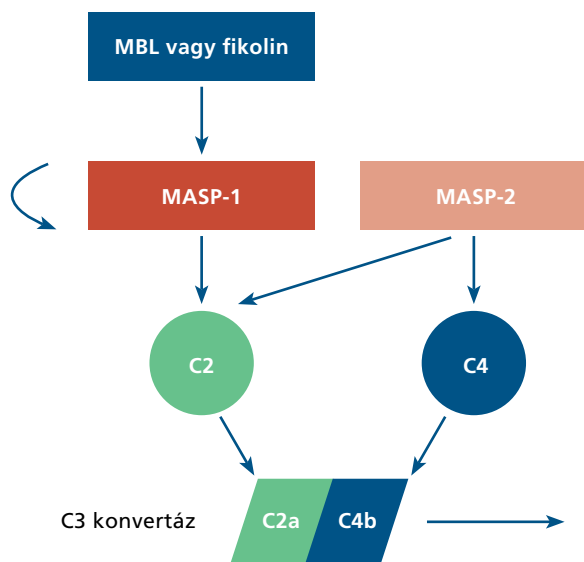 MBL vagy fikolin
MASP-1
MASP-2
C2
C4
C3 konvertáz
C2a
C4b